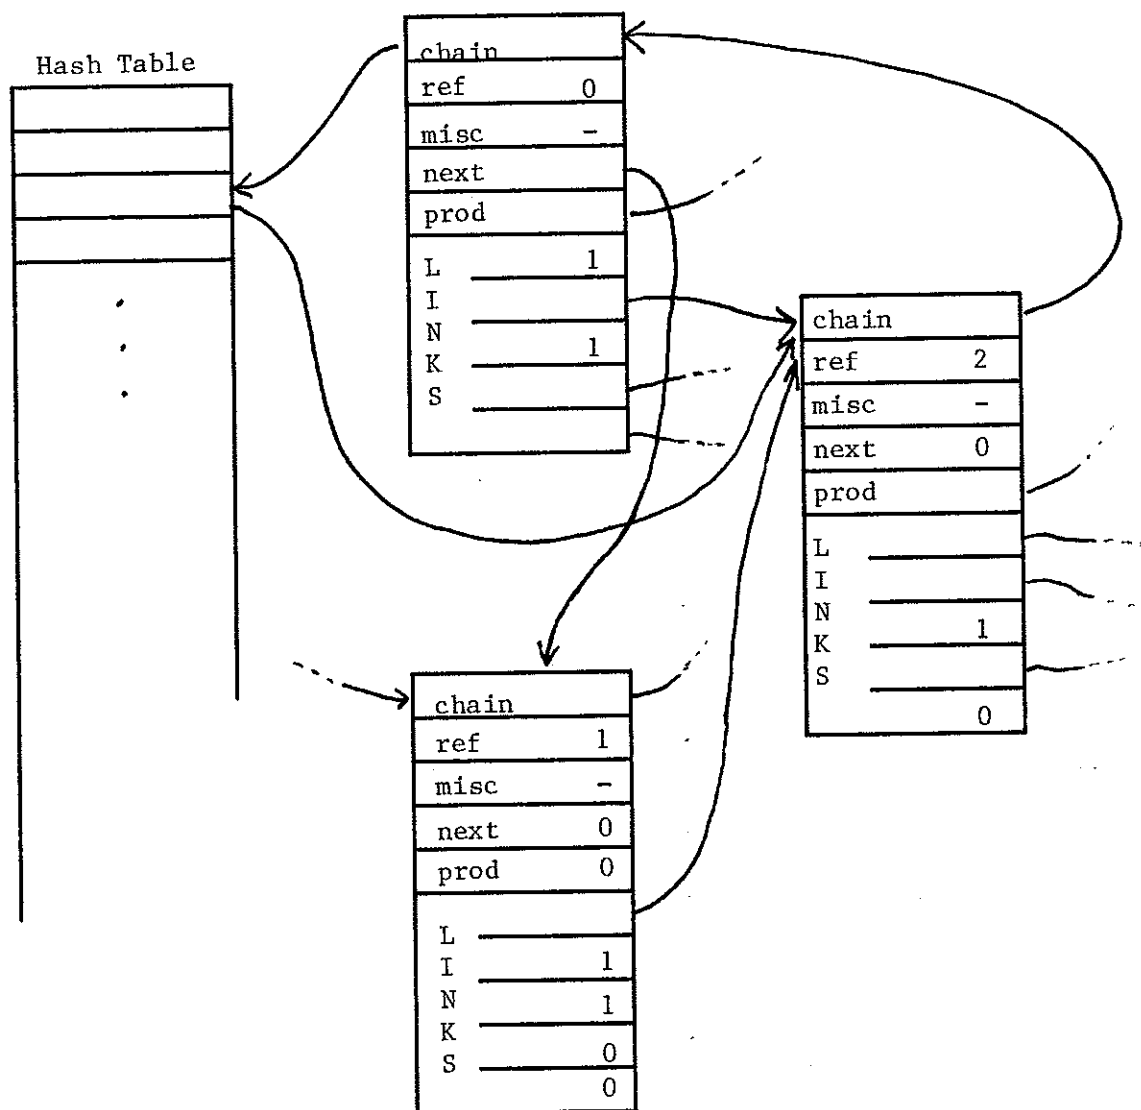 Hash Table
chain
ref 0
misc -
next
prod
L 1
I
N
K 1
S
chain
ref 2
misc -
next 0
prod
L
I
N 1
K
S
0
chain
ref 1
misc -
next 0
prod 0
L
I 1
N 1
K
S 0
0